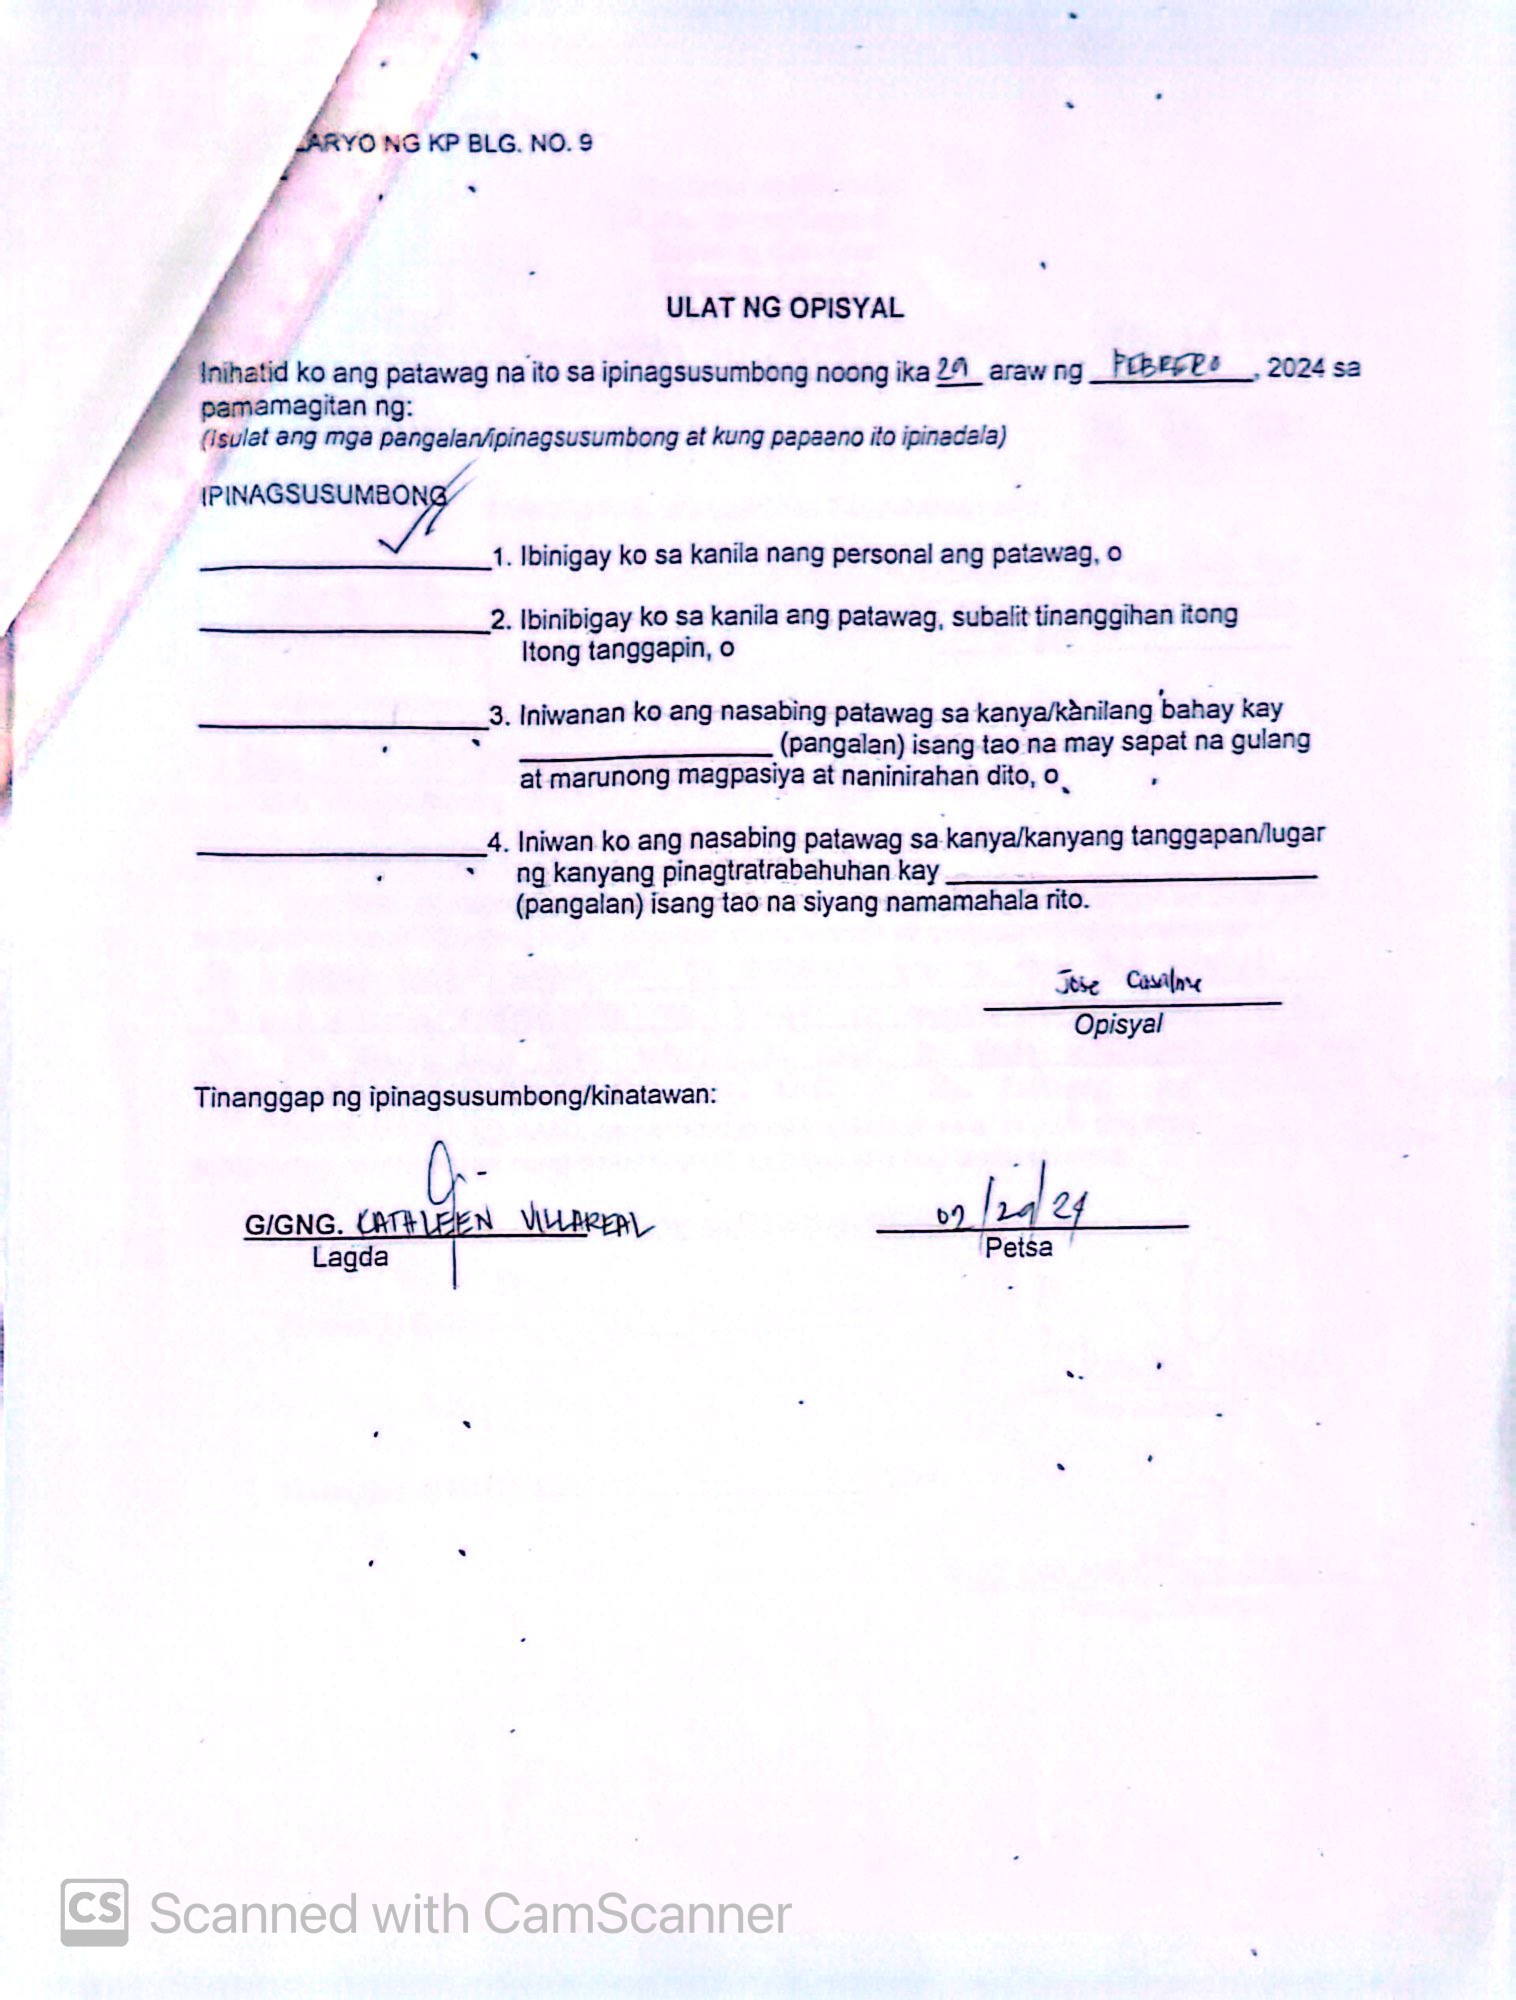 LARYO NG KP BLG. NO. 9
ULAT NG OPISYAL
Inihatid ko ang patawag na ito sa ipinagsusumbong noong ika 29 araw ng PEBRERO, 2024 sa
pamamagitan ng:
(Isulat ang mga pangalan/ipinagsusumbong at kung papaano ito ipinadala)
IPINAGSUSUMBONG
1. Ibinigay ko sa kanila nang personal ang patawag, o
2. Ibinibigay ko sa kanila ang patawag, subalit tinanggihan itong
Itong tanggapin, o
3. Iniwanan ko ang nasabing patawag sa kanya/kanilang bahay kay
(pangalan) isang tao na may sapat na gulang
at marunong magpasiya at naninirahan dito, o
4. Iniwan ko ang nasabing patawag sa kanya/kanyang tanggapan/lugar
ng kanyang pinagtratrabahuhan kay
(pangalan) isang tao na siyang namamahala rito.
Jose
Opisyal
Tinanggap ng ipinagsusumbong/kinatawan:
G/GNG. KATHLEEN VILLAREAL 02/29/24
Lagda Petsa
CS Scanned with CamScanner